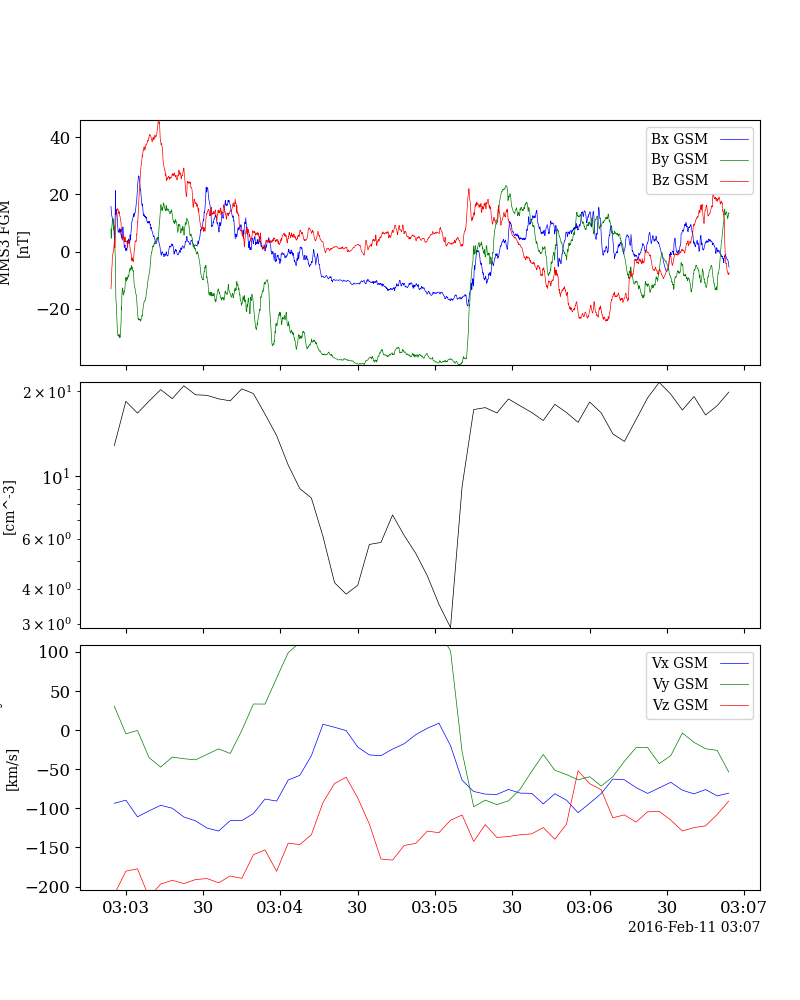 MMS3 FGM
[nT]
40
20
0
−20
Bx GSM
By GSM
Bz GSM
[cm^-3]
2 × 10¹
10¹
6 × 10⁰
4 × 10⁰
3 × 10⁰
[km/s]
100
50
0
−50
−100
−150
−200
Vx GSM
Vy GSM
Vz GSM
03:03 30 03:04 30 03:05 30 03:06 30 03:07
2016-Feb-11 03:07